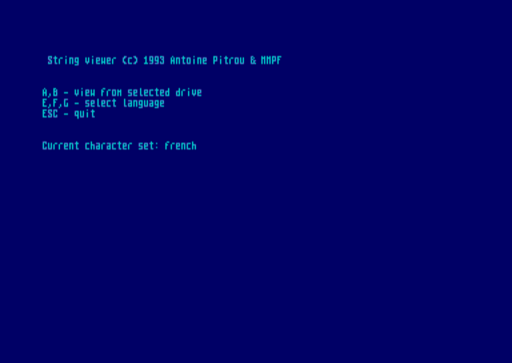 String viewer (c) 1993 Antoine Pitrou & MMPF
A,B - view from selected drive
E,F,G - select language
ESC - quit
Current character set: french